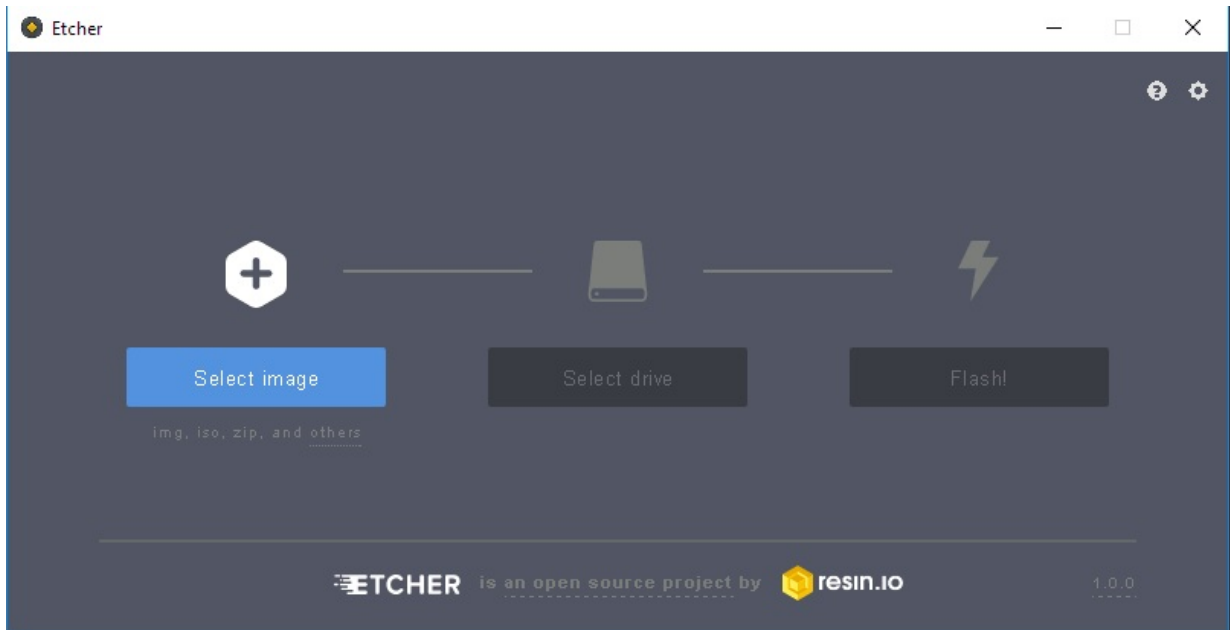 Etcher
Select image
Select drive
Flash!
img, iso, zip, and others
ETCHER is an open source project by resin.io
1.0.0